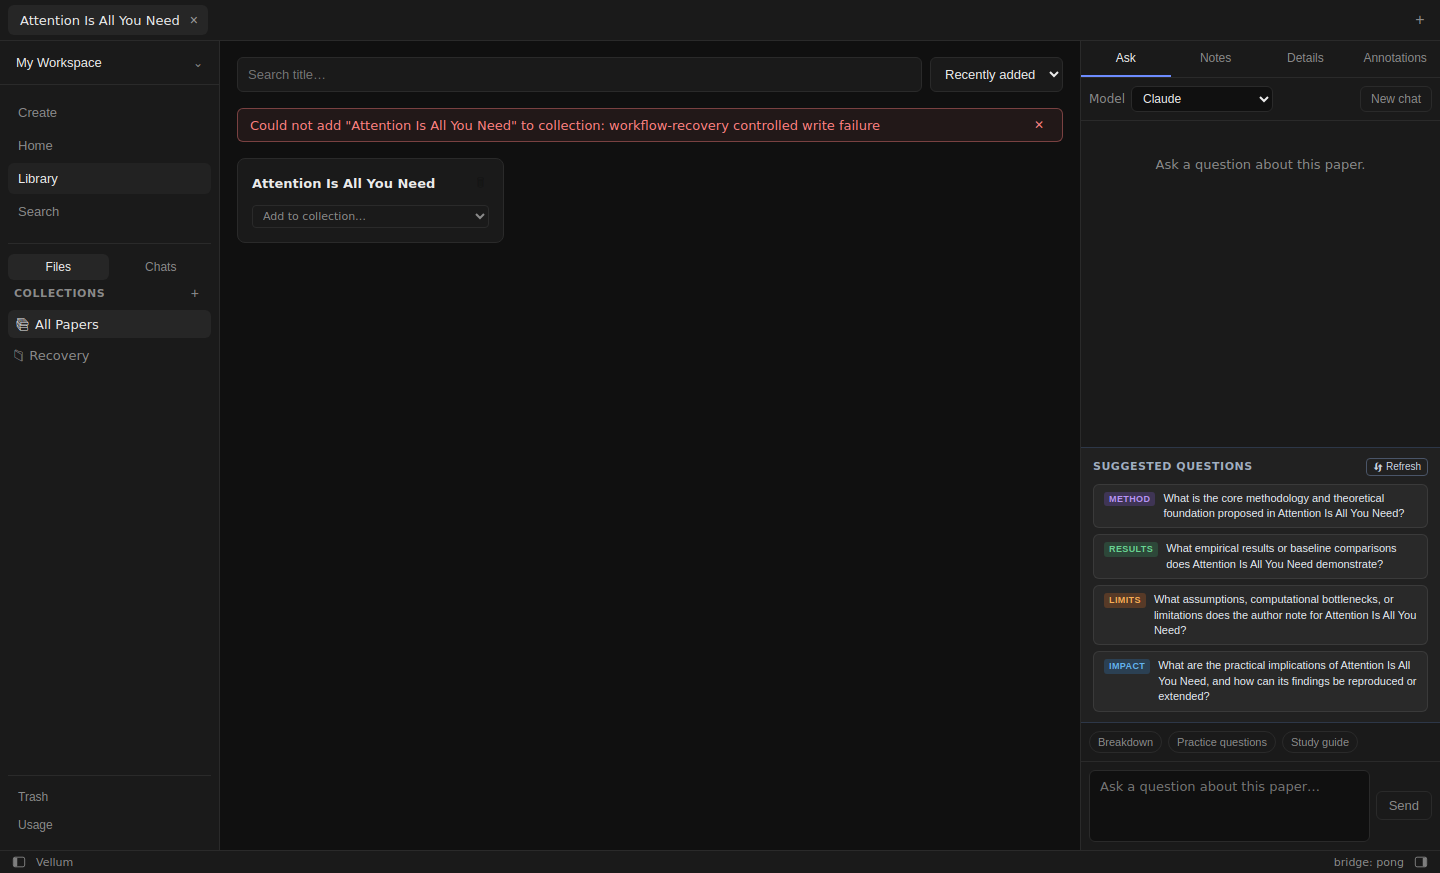 Attention Is All You Need ×
+
My Workspace
Create
Home
Library
Search
Files
Chats
COLLECTIONS +
All Papers
Recovery
Trash
Usage
Search title...
Recently added
Could not add "Attention Is All You Need" to collection: workflow-recovery controlled write failure ×
Attention Is All You Need
Add to collection...
Ask
Notes
Details
Annotations
Model
Claude
New chat
Ask a question about this paper.
SUGGESTED QUESTIONS
Refresh
METHOD
What is the core methodology and theoretical
foundation proposed in Attention Is All You Need?
RESULTS
What empirical results or baseline comparisons
does Attention Is All You Need demonstrate?
LIMITS
What assumptions, computational bottlenecks, or
limitations does the author note for Attention Is All You
Need?
IMPACT
What are the practical implications of Attention Is All
You Need, and how can its findings be reproduced or
extended?
Breakdown
Practice questions
Study guide
Ask a question about this paper...
Send
Vellum
bridge: pong